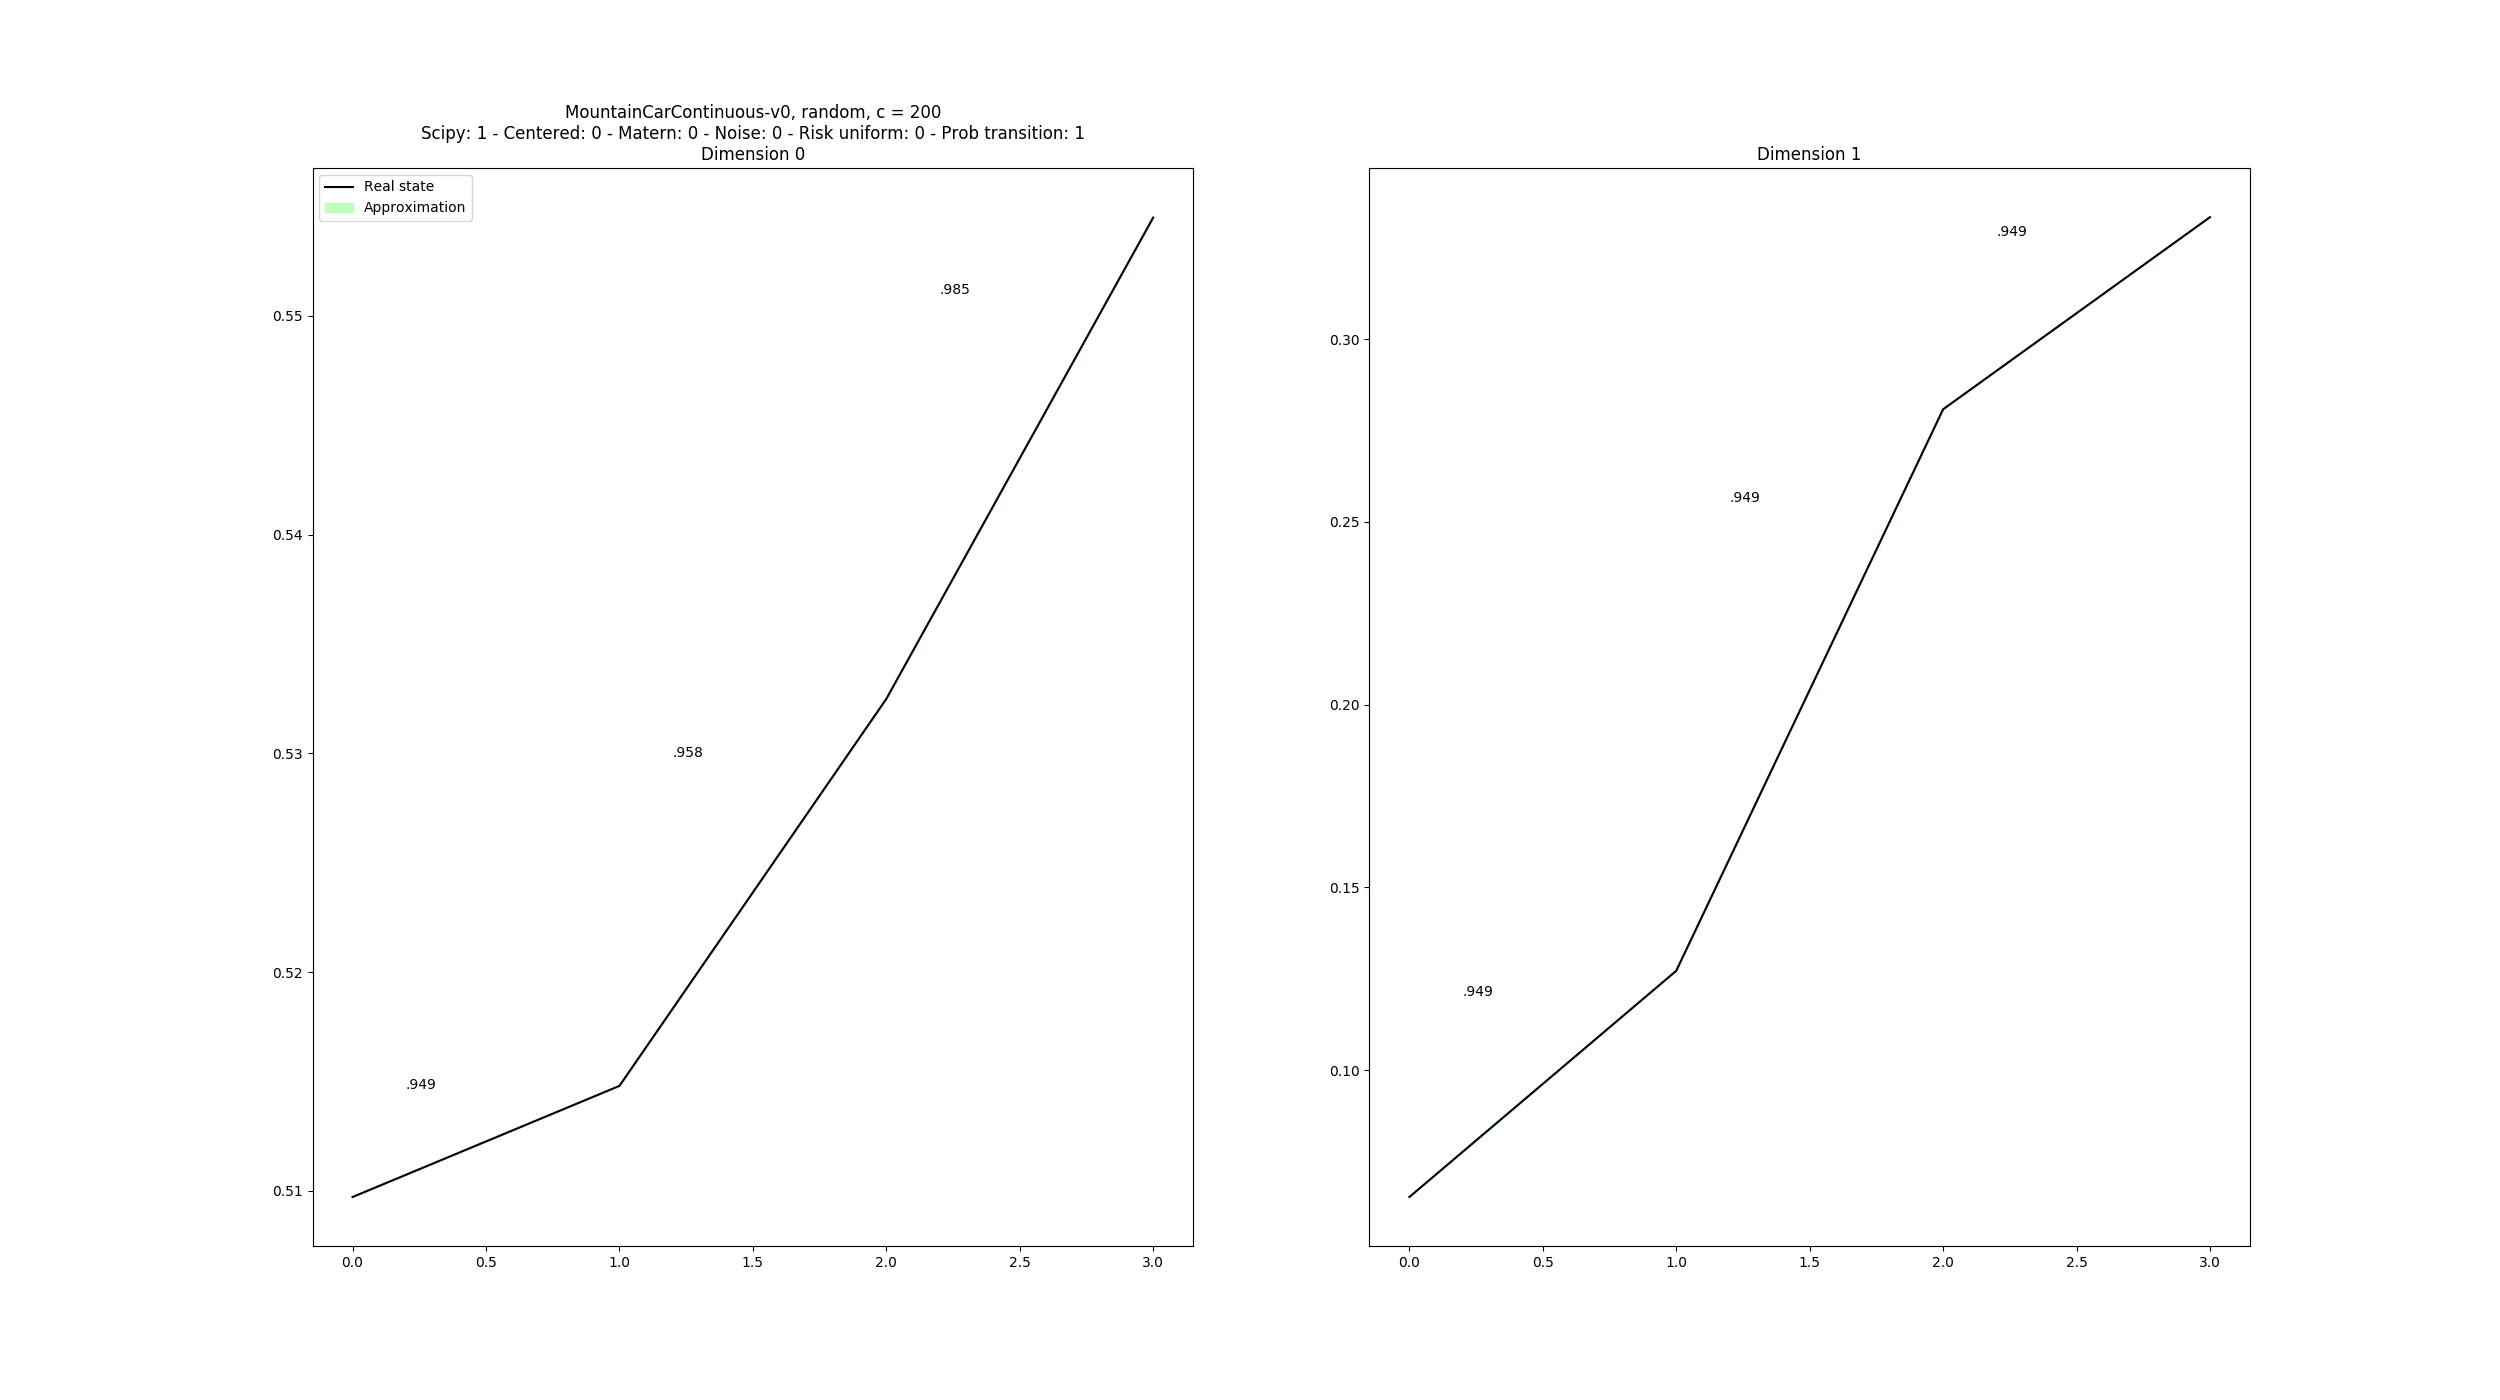 MountainCarContinuous-v0, random, c = 200
Scipy: 1 - Centered: 0 - Matern: 0 - Noise: 0 - Risk uniform: 0 - Prob transition: 1
Dimension 0
Real state
Approximation
.985
.958
.949
0.55
0.54
0.53
0.52
0.51
0.0 0.5 1.0 1.5 2.0 2.5 3.0
Dimension 1
.949
.949
.949
0.30
0.25
0.20
0.15
0.10
0.0 0.5 1.0 1.5 2.0 2.5 3.0